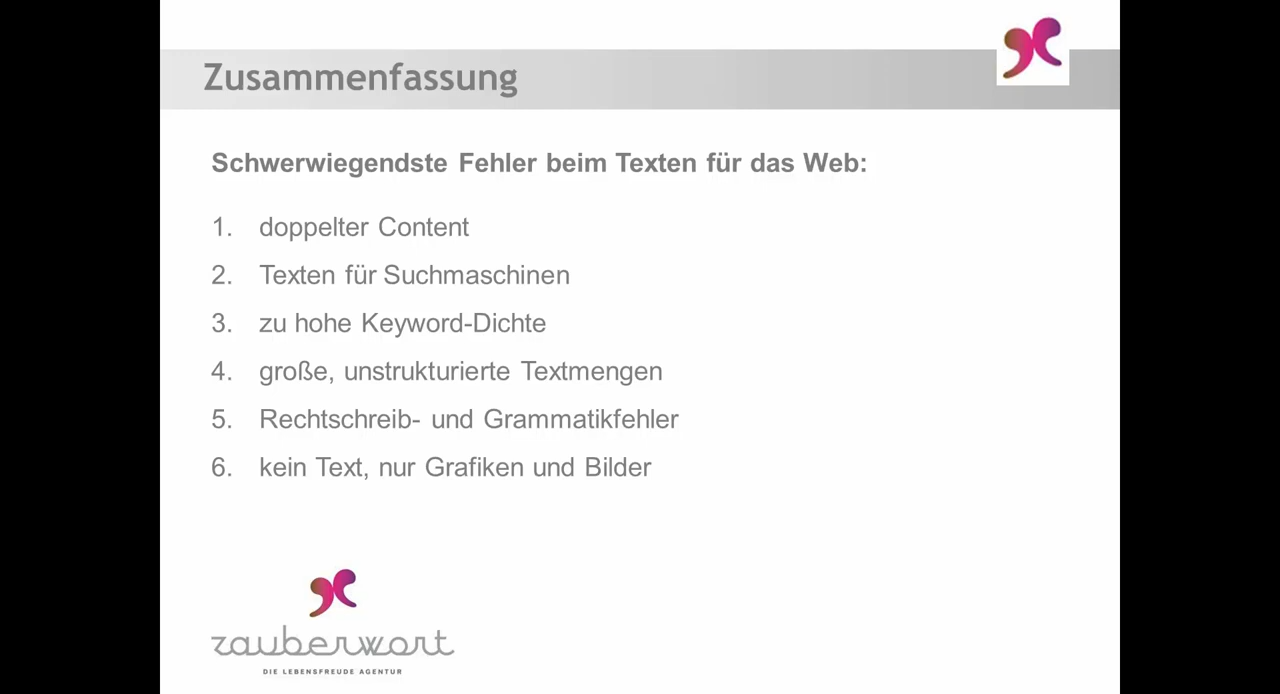 Zusammenfassung
Schwerwiegendste Fehler beim Texten für das Web:
1. doppelter Content
2. Texten für Suchmaschinen
3. zu hohe Keyword-Dichte
4. große, unstrukturierte Textmengen
5. Rechtschreib- und Grammatikfehler
6. kein Text, nur Grafiken und Bilder
zauberwort
DIE LEBENSFREUDE AGENTUR